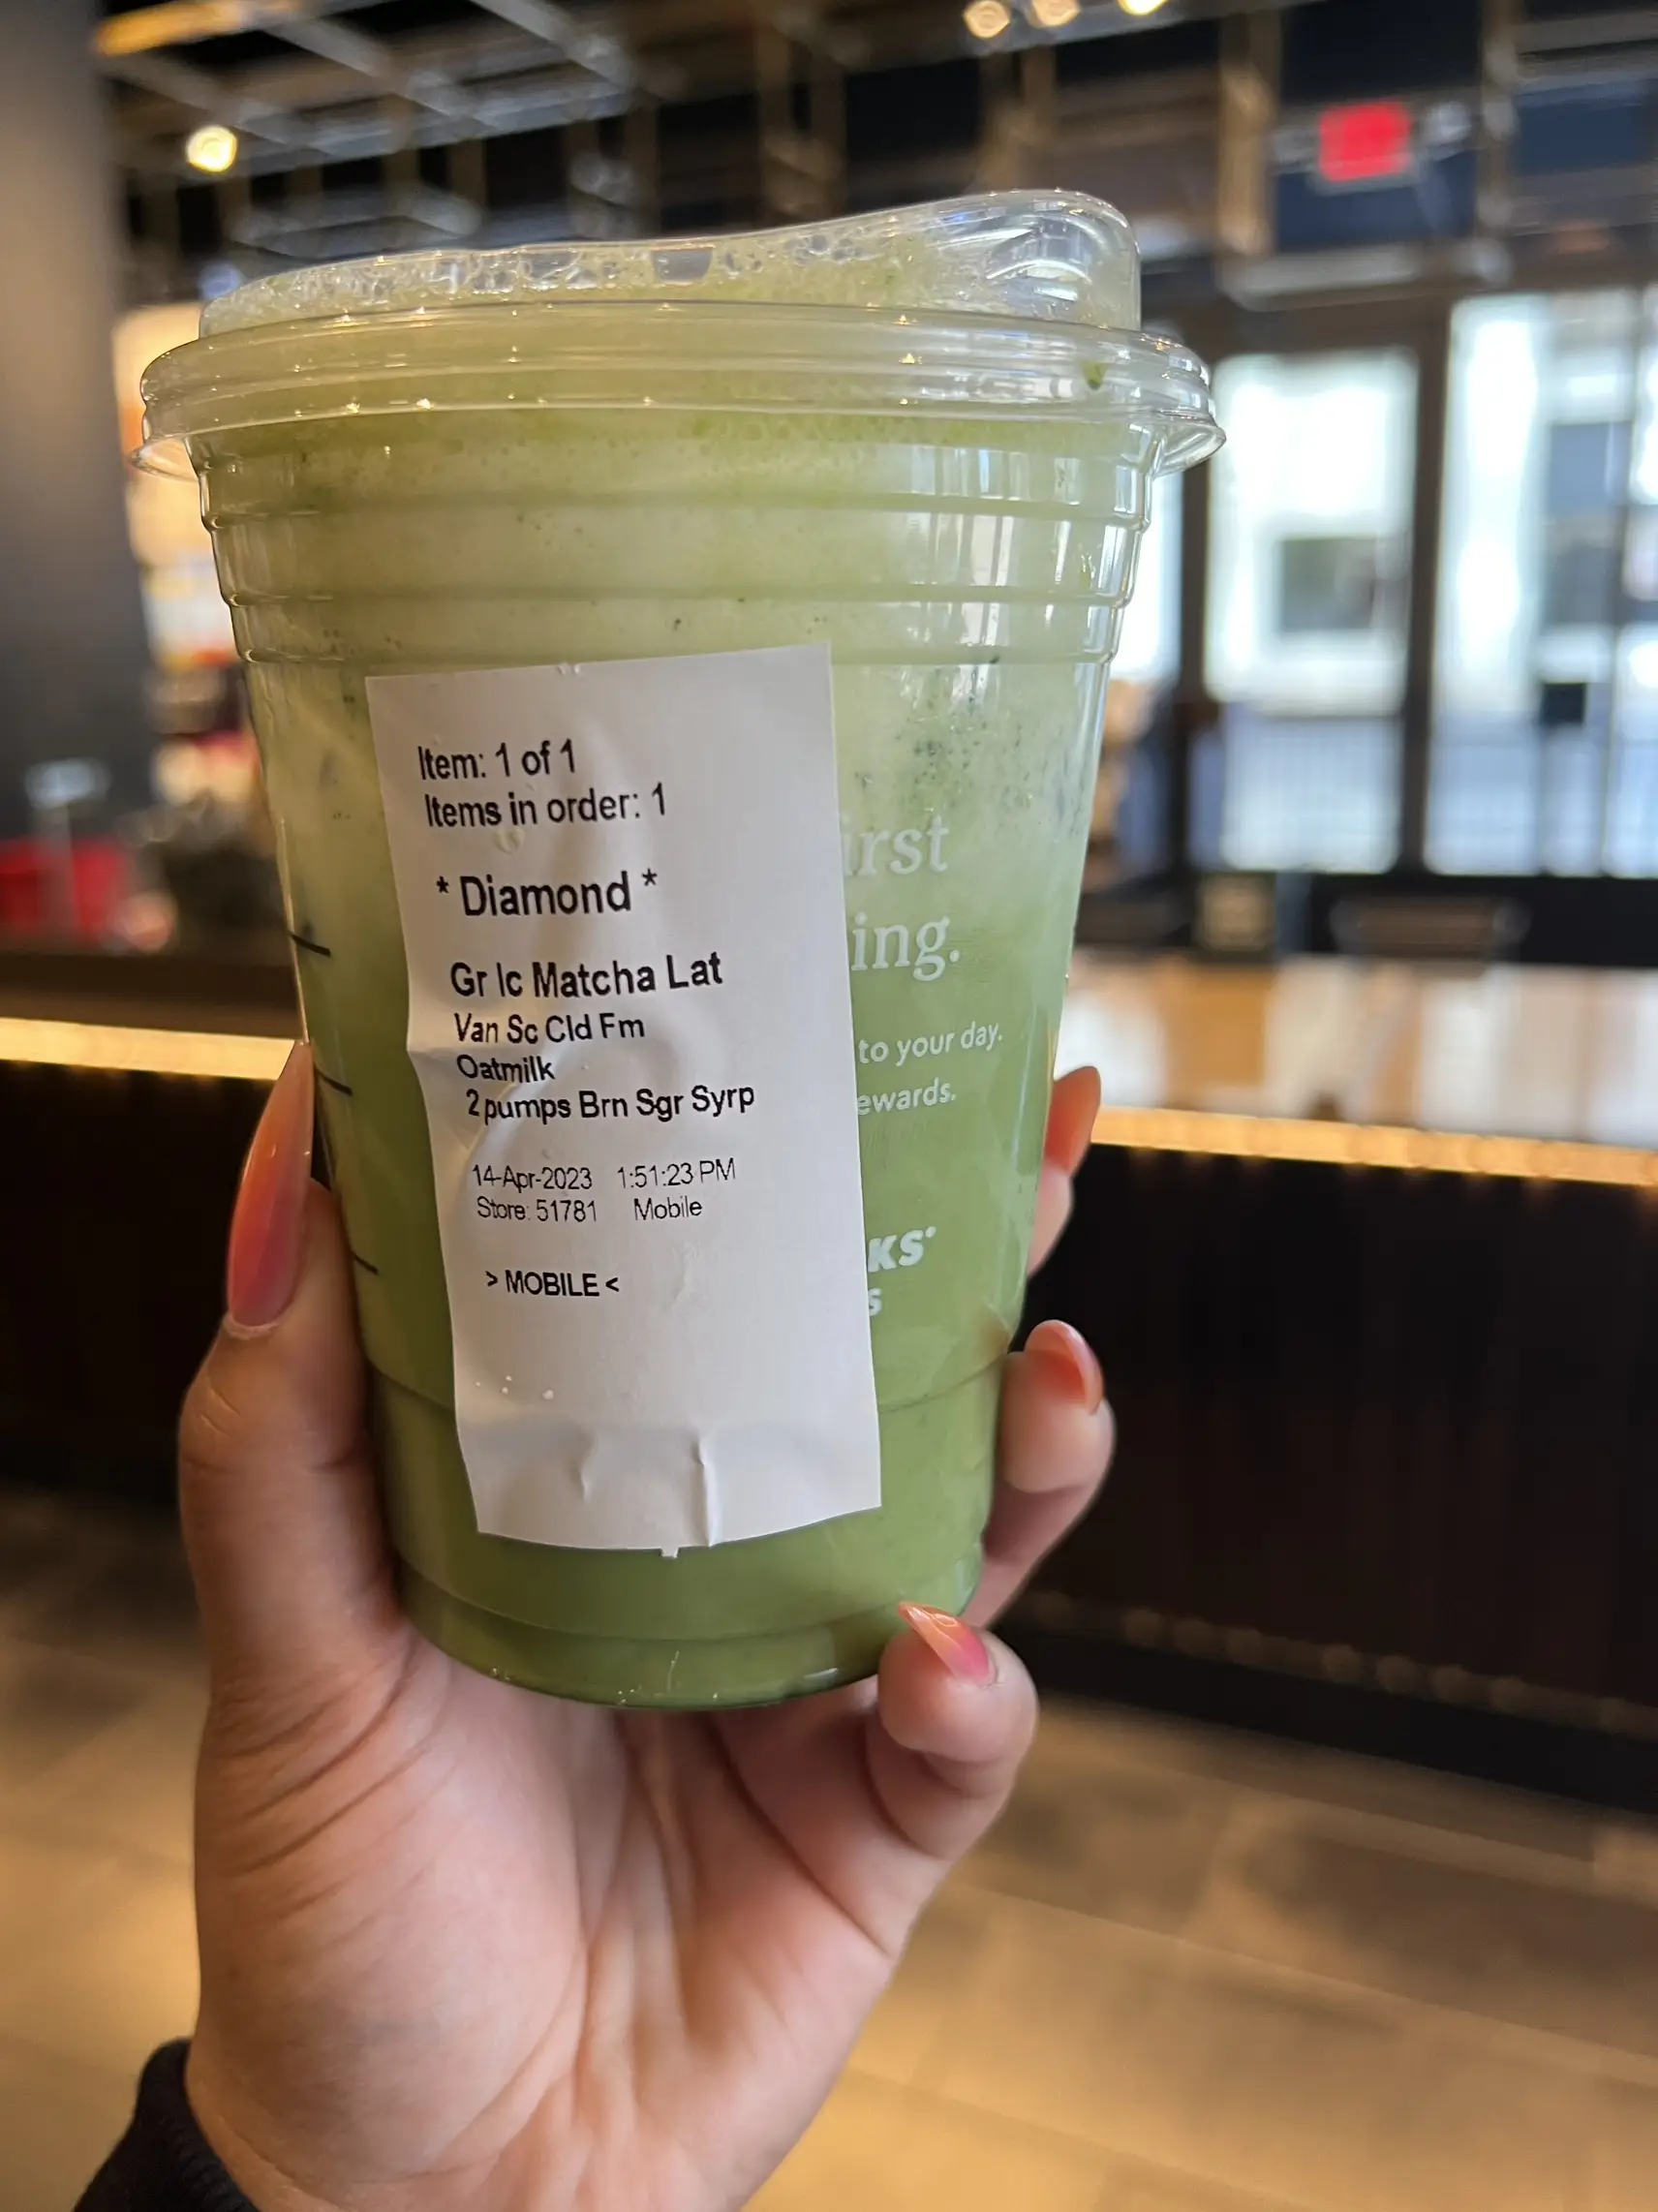 Item: 1 of 1
Items in order: 1
* Diamond *
Gr Ic Matcha Lat
Van Sc Cld Fm
Oatmilk
2 pumps Brn Sgr Syrp
14-Apr-2023 1:51:23 PM
Store: 51781 Mobile
> MOBILE <
irst
ing.
to your day.
ewards.
KS
s